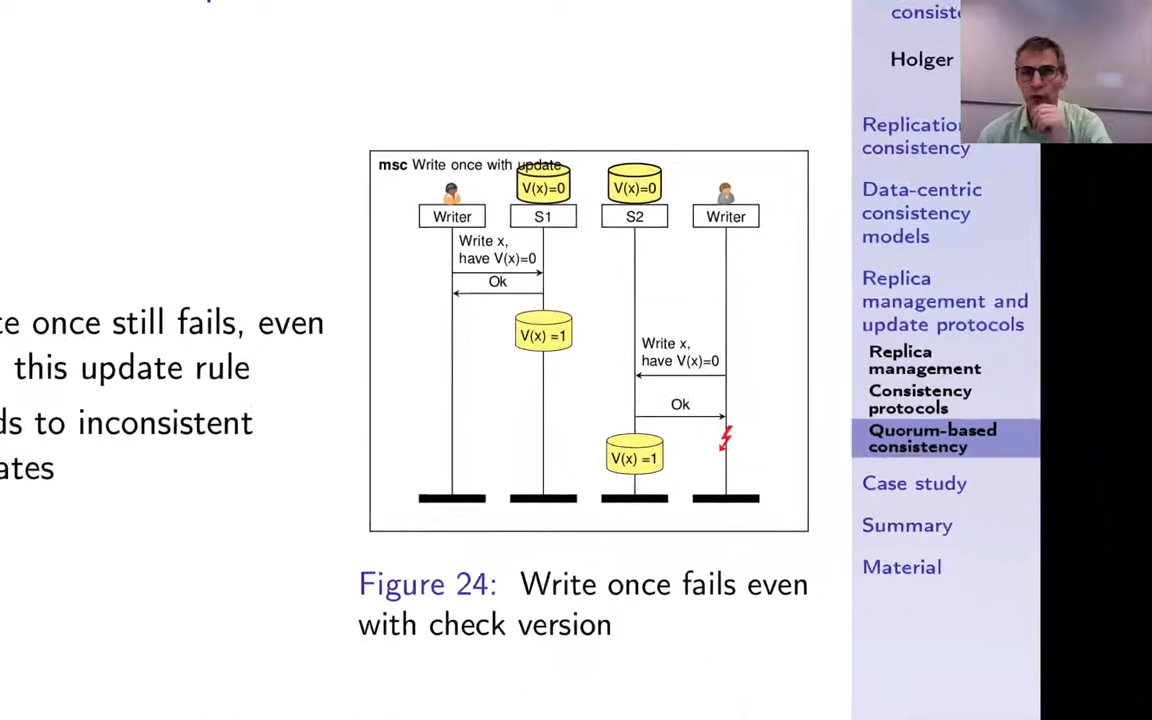 te once still fails, even
this update rule
ds to inconsistent
ates
msc Write once with update
V(x)=0
V(x)=0
Writer
S1
S2
Writer
Write x,
have V(x)=0
Ok
V(x) =1
Write x,
have V(x)=0
Ok
V(x) =1
Figure 24: Write once fails even
with check version
consiste
Holger
Replication
consistency
Data-centric
consistency
models
Replica
management and
update protocols
Replica
management
Consistency
protocols
Quorum-based
consistency
Case study
Summary
Material